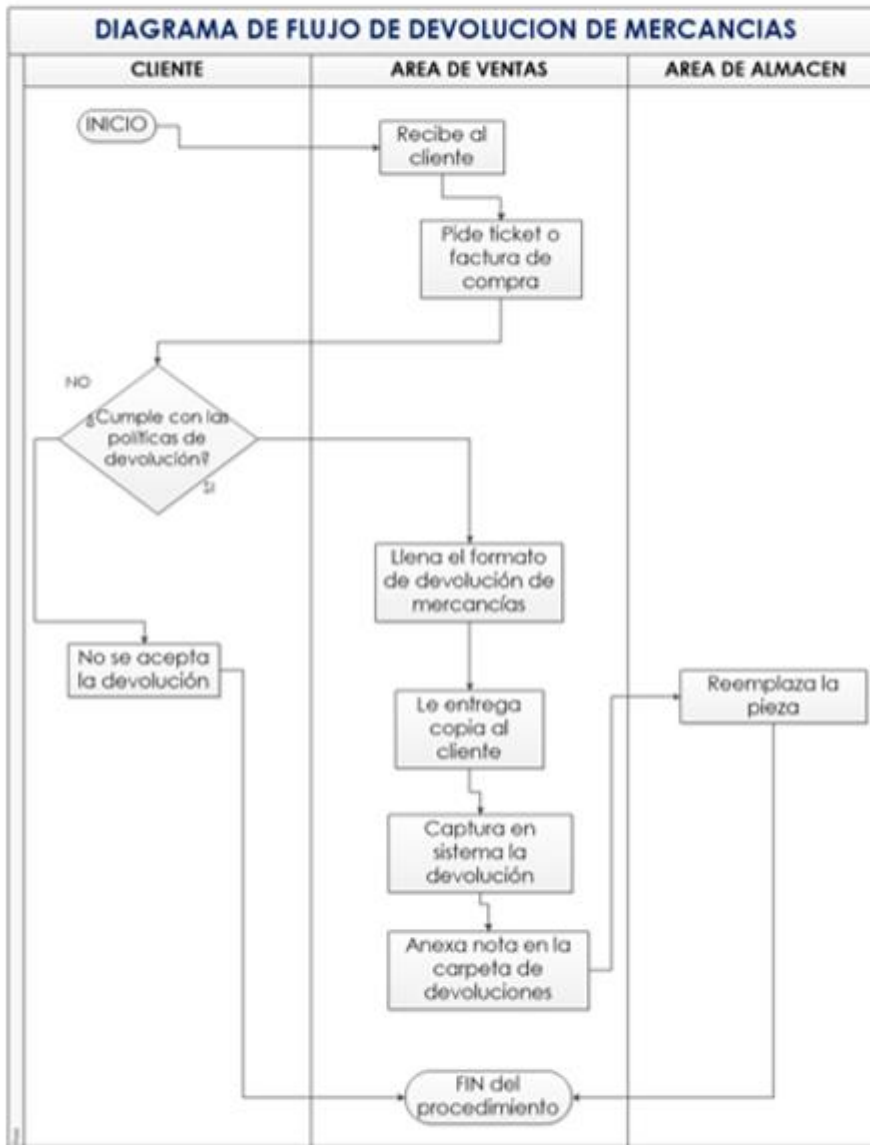 DIAGRAMA DE FLUJO DE DEVOLUCION DE MERCANCIAS
CLIENTE
AREA DE VENTAS
AREA DE ALMACEN
INICIO
Recibe al
cliente
Pide ticket o
factura de
compra
NO
¿Cumple con las
políticas de
devolución?
SI
Llena el formato
de devolución de
mercancías
No se acepta
la devolución
Le entrega
copia al
cliente
Reemplaza la
pieza
Captura en
sistema la
devolución
Anexa nota en la
carpeta de
devoluciones
FIN del
procedimiento